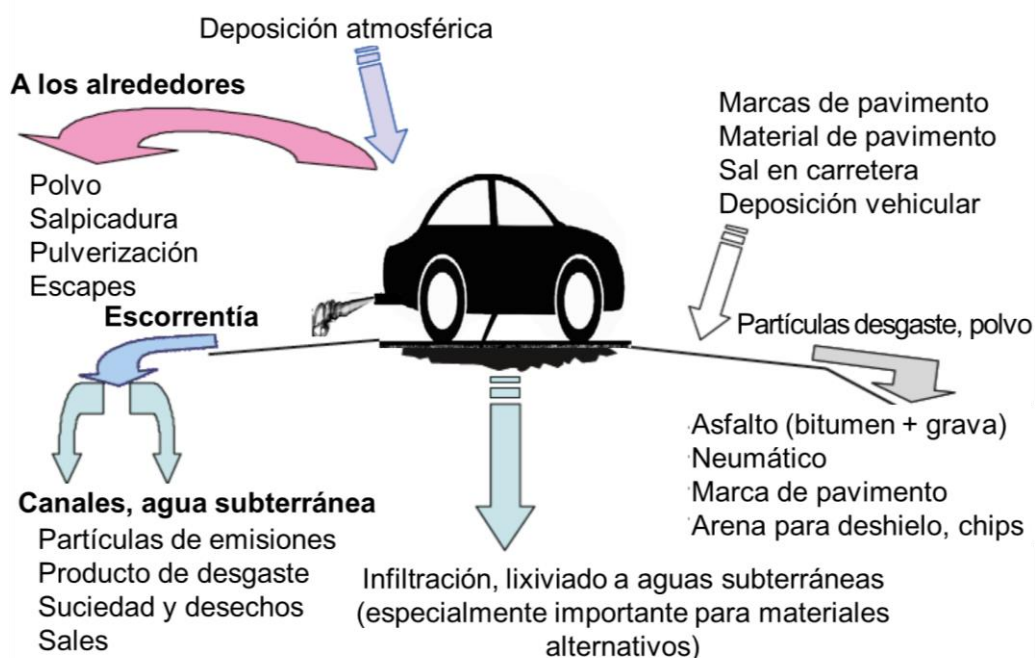 Deposición atmosférica
A los alrededores
Polvo
Salpicadura
Pulverización
Escapes
Marcas de pavimento
Material de pavimento
Sal en carretera
Deposición vehicular
Escorrentía
Partículas desgaste, polvo
Asfalto (bitumen + grava)
Neumático
Marca de pavimento
Arena para deshielo, chips
Canales, agua subterránea
Partículas de emisiones
Producto de desgaste
Suciedad y desechos
Sales
Infiltración, lixiviado a aguas subterráneas
(especialmente importante para materiales
alternativos)